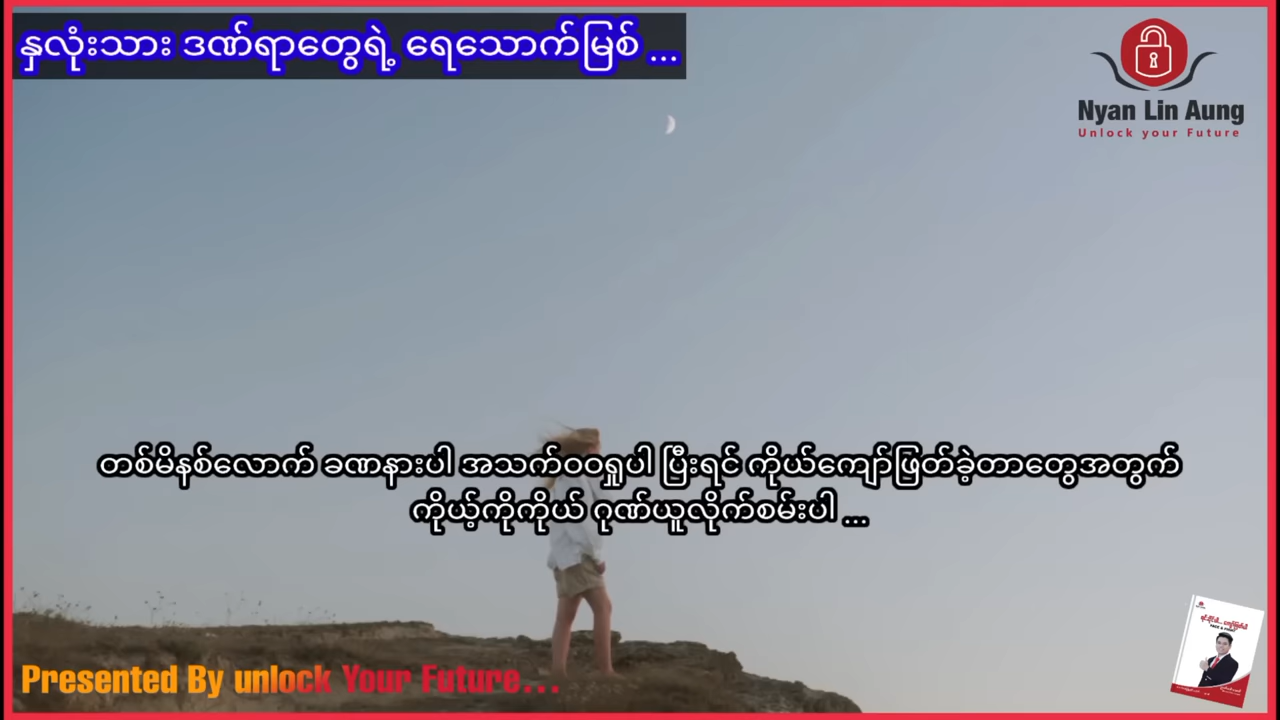 နှလုံးသား ဒဏ်ရာတွေရဲ့ ရေသောက်မြစ် ...
Nyan Lin Aung
Unlock your Future
တစ်မိနစ်လောက် ခဏနားပါ အသက်ဝဝရှူပါ ပြီးရင် ကိုယ်ကျော်ဖြတ်ခဲ့တာတွေအတွက်
ကိုယ့်ကိုကိုယ် ဂုဏ်ယူလိုက်စမ်းပါ ...
Presented By unlock Your Future...